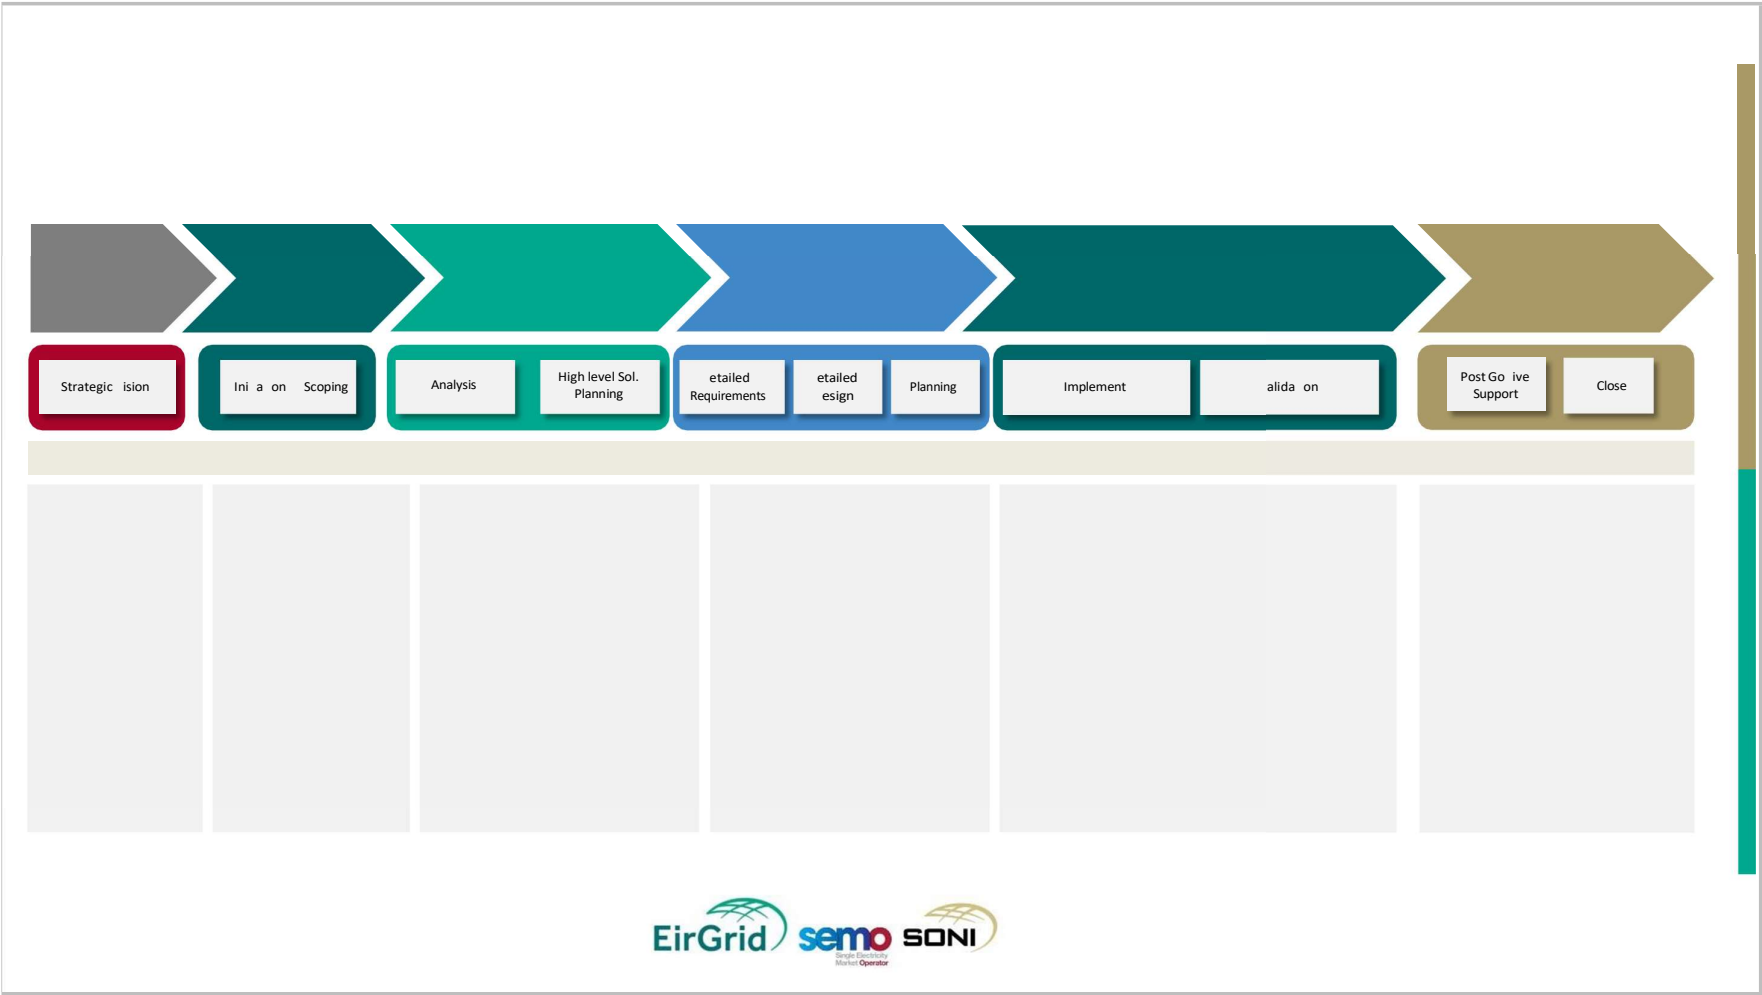 Strategic ision
Ini a on Scoping
Analysis
High level Sol.
Planning
etailed
Requirements
etailed
esign
Planning
Implement
alida on
Post Go ive
Support
Close
EirGrid
semo
Single Electricity
Market Operator
SONI